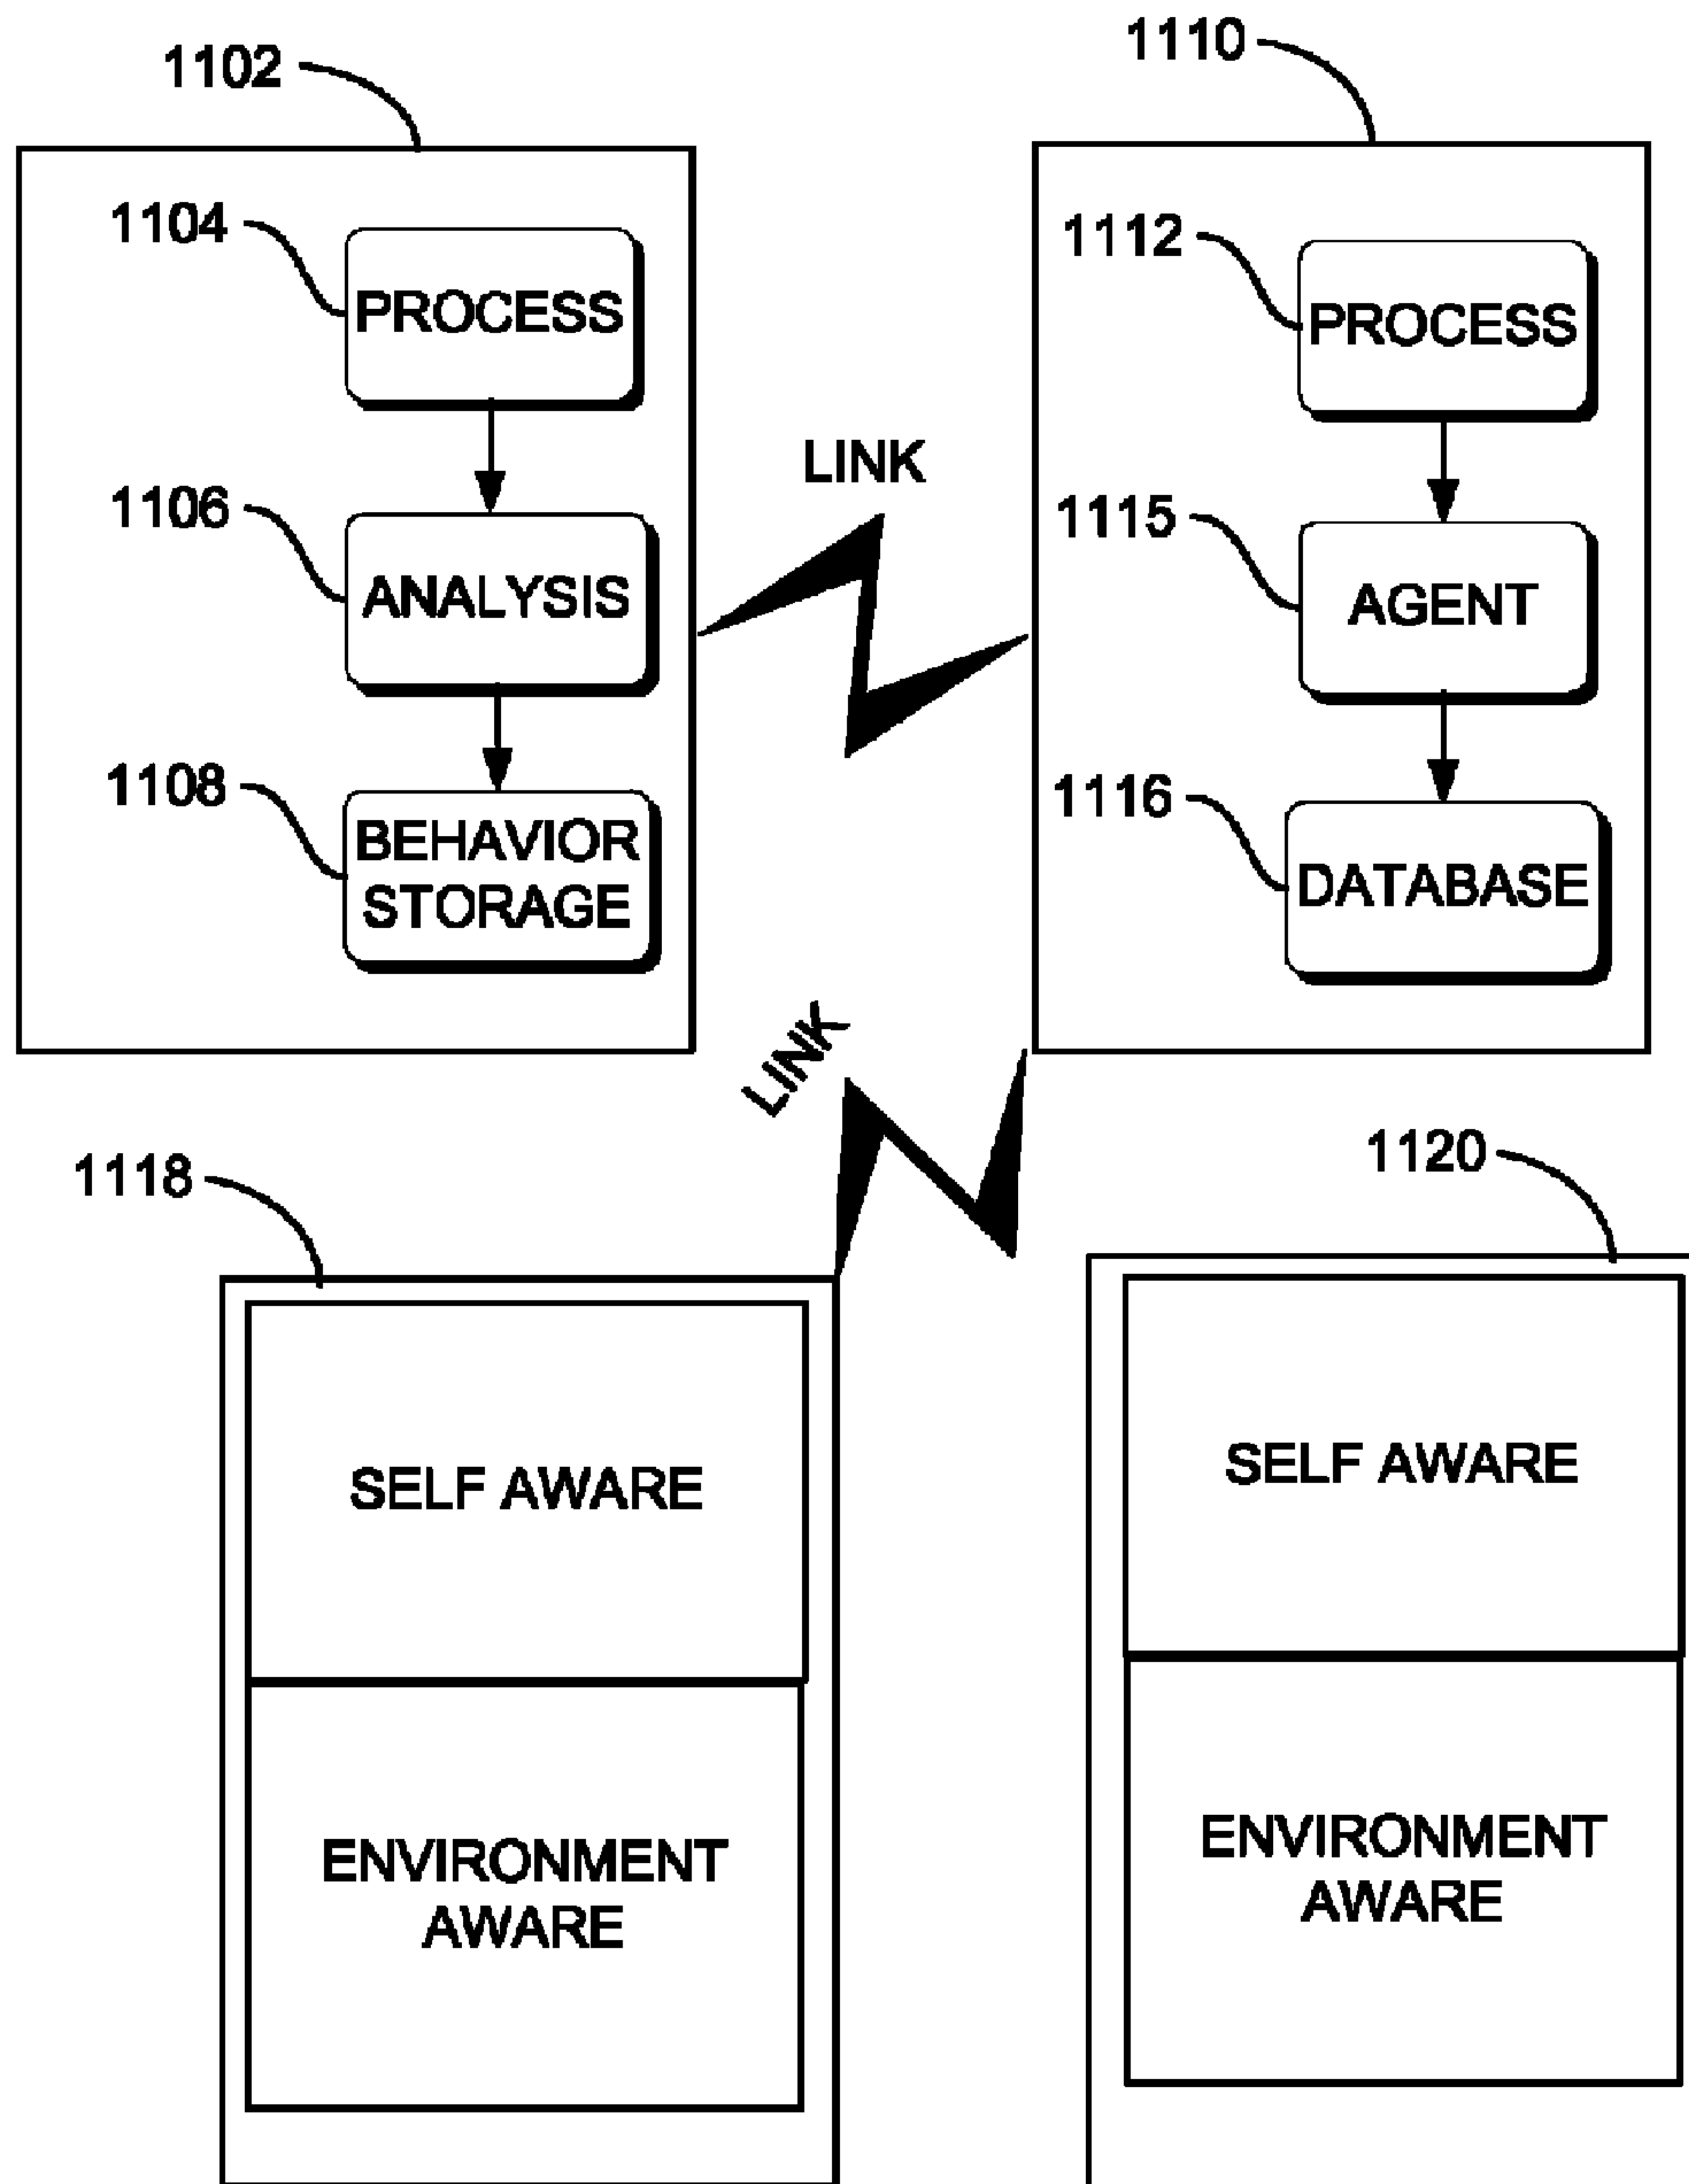 1102
1110
1104
PROCESS
1112
PROCESS
LINK
1106
ANALYSIS
1115
AGENT
1108
BEHAVIOR
STORAGE
1116
DATABASE
LINK
1118
1120
SELF AWARE
SELF AWARE
ENVIRONMENT
AWARE
ENVIRONMENT
AWARE